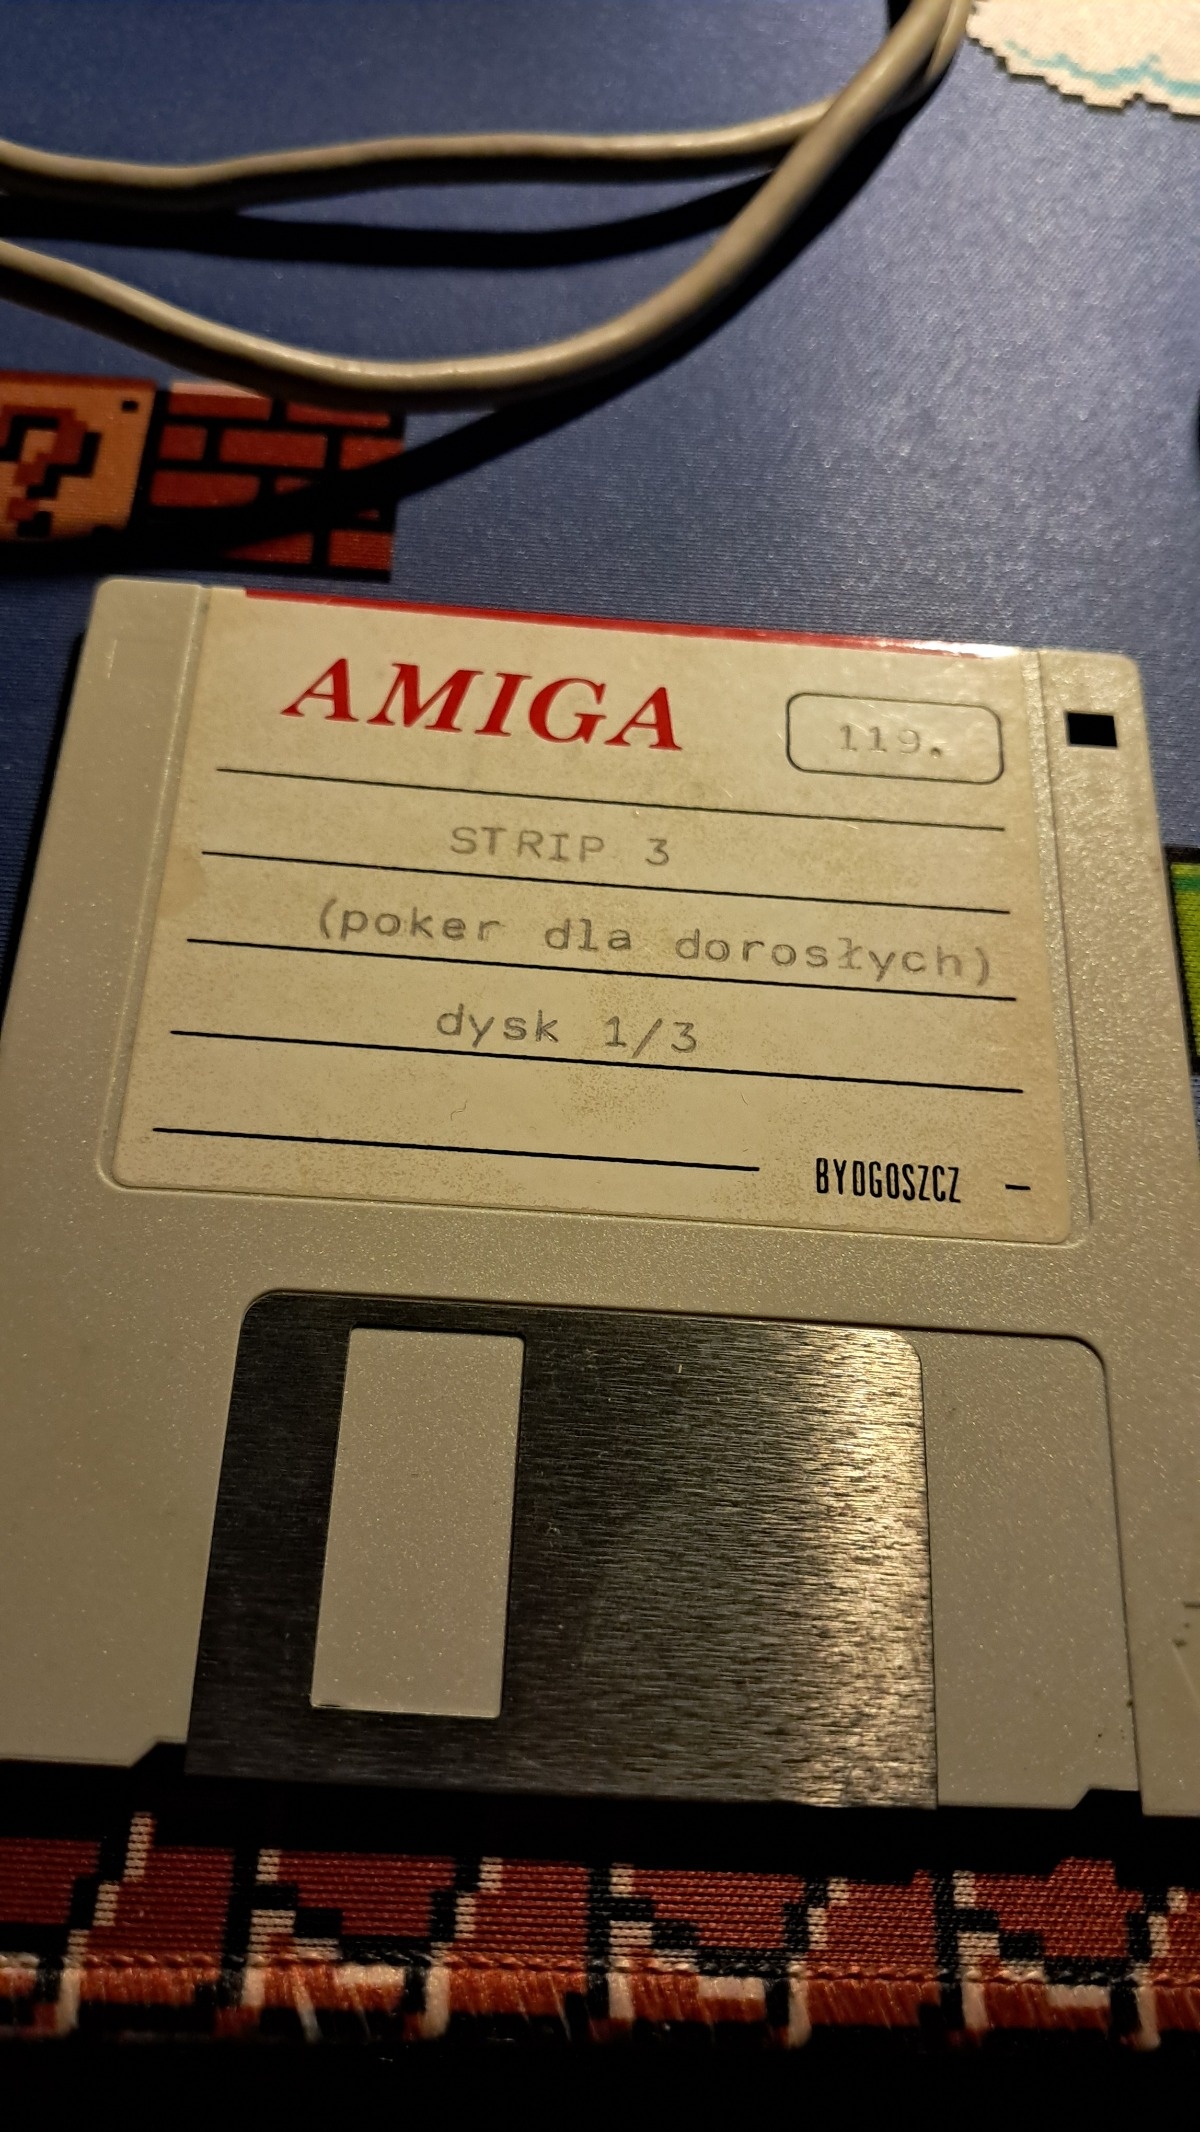 ?
AMIGA
119.
STRIP 3
(poker dla dorosłych)
dysk 1/3
BYDGOSZCZ -